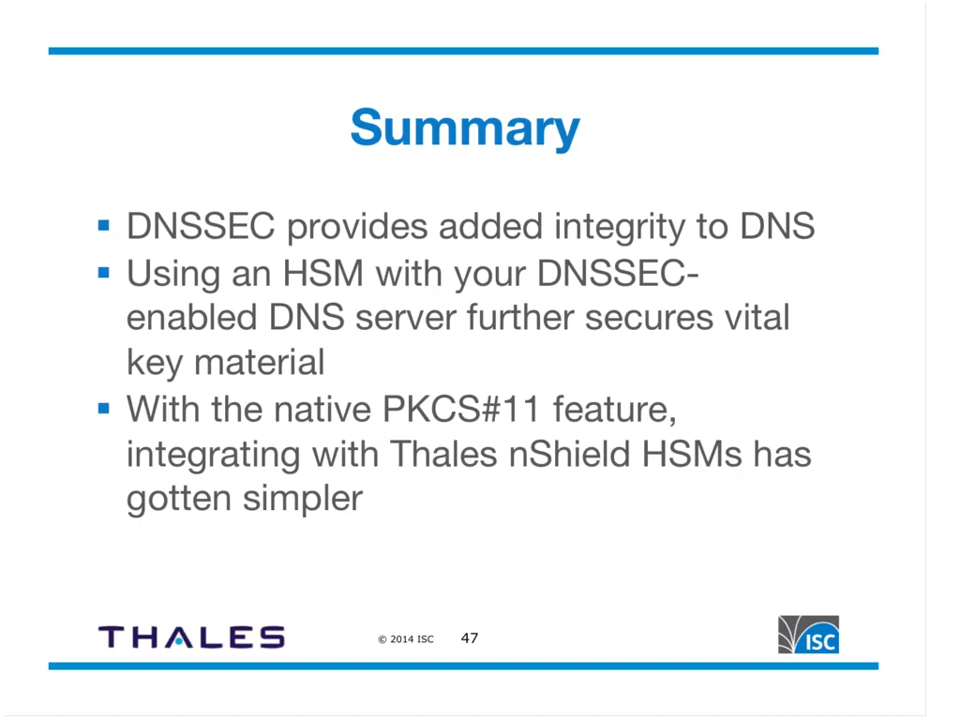 Summary
▪ DNSSEC provides added integrity to DNS
▪ Using an HSM with your DNSSEC-
enabled DNS server further secures vital
key material
▪ With the native PKCS#11 feature,
integrating with Thales nShield HSMs has
gotten simpler
THALES
© 2014 ISC 47
ISC